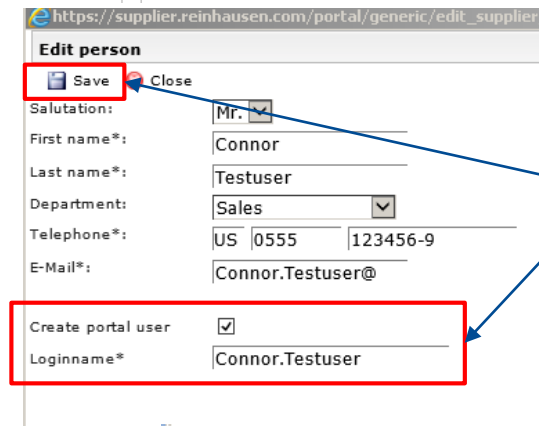 https://supplier.reinhausen.com/portal/generic/edit_supplier
Edit person
Save Close
Salutation: Mr.
First name*: Connor
Last name*: Testuser
Department: Sales
Telephone*: US 0555 123456-9
E-Mail*: Connor.Testuser@
Create portal user
Loginname* Connor.Testuser